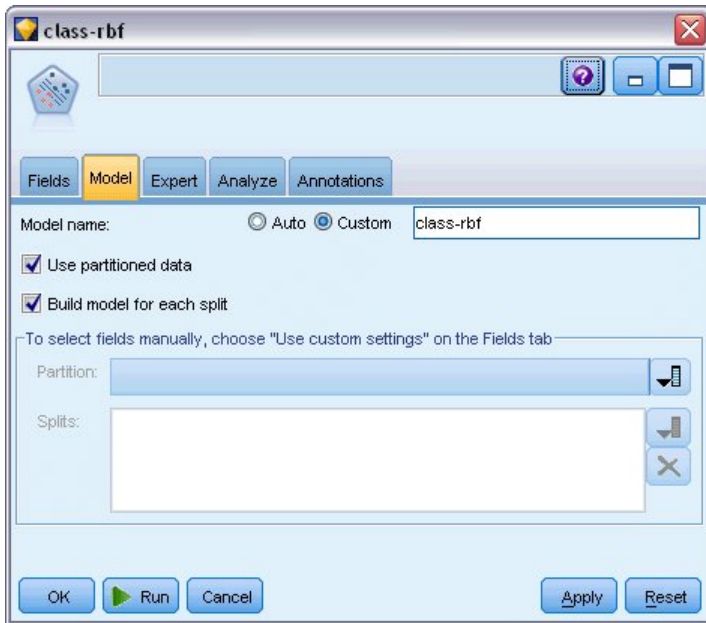 class-rbf
Fields Model Expert Analyze Annotations
Model name: Auto Custom class-rbf
Use partitioned data
Build model for each split
To select fields manually, choose "Use custom settings" on the Fields tab
Partition:
Splits:
OK Run Cancel Apply Reset